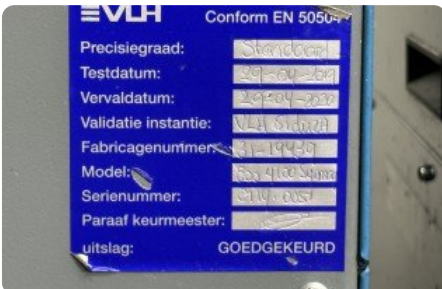 VLH Conform EN 50504
Precisiegraad: Standaard
Testdatum: 29-04-2019
Vervaldatum: 29-04-2020
Validatie instantie: VLH
Fabricagenummer:
Model:
Serienummer:
Paraaf keurmeester:
uitslag: GOEDGEKEURD